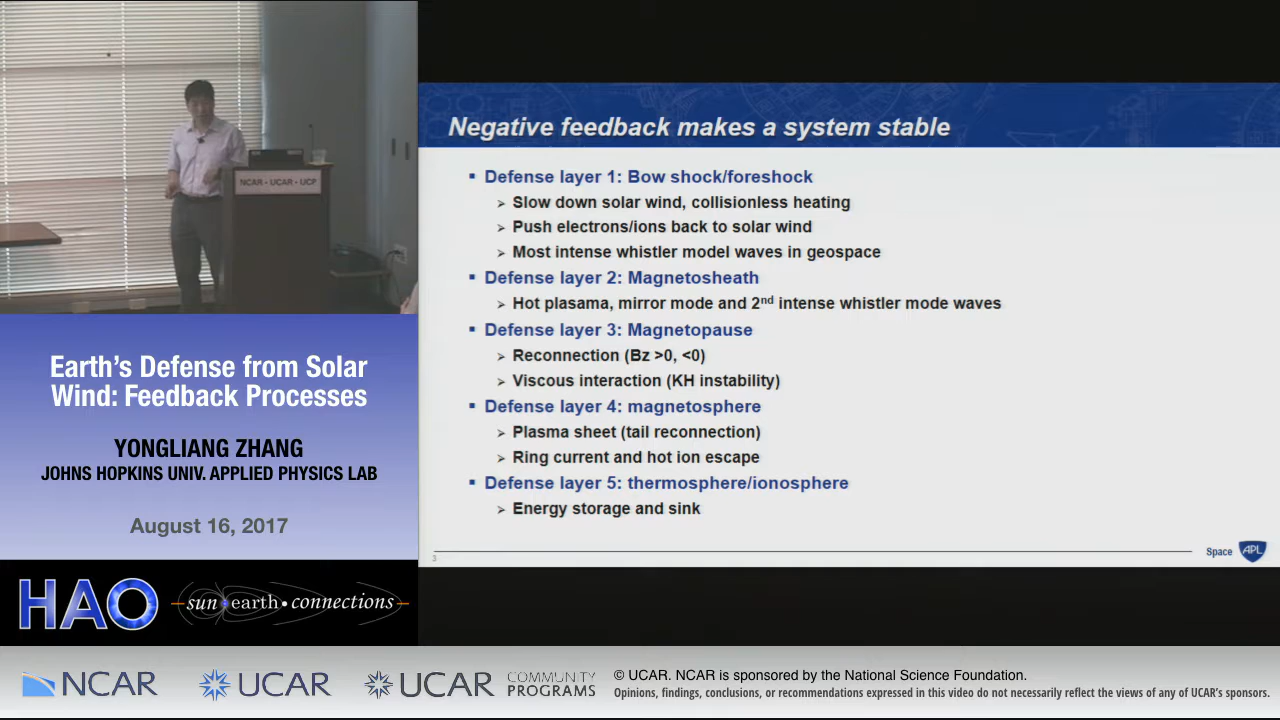 NCAR • UCAR • UCP
Negative feedback makes a system stable
▪ Defense layer 1: Bow shock/foreshock
➢ Slow down solar wind, collisionless heating
➢ Push electrons/ions back to solar wind
➢ Most intense whistler model waves in geospace
▪ Defense layer 2: Magnetosheath
➢ Hot plasama, mirror mode and 2nd intense whistler mode waves
▪ Defense layer 3: Magnetopause
➢ Reconnection (Bz >0, <0)
➢ Viscous interaction (KH instability)
▪ Defense layer 4: magnetosphere
➢ Plasma sheet (tail reconnection)
➢ Ring current and hot ion escape
▪ Defense layer 5: thermosphere/ionosphere
➢ Energy storage and sink
3
Space APL
Earth's Defense from Solar
Wind: Feedback Processes
YONGLIANG ZHANG
JOHNS HOPKINS UNIV. APPLIED PHYSICS LAB
August 16, 2017
HAO sun•earth•connections
NCAR UCAR UCAR COMMUNITY
PROGRAMS
© UCAR. NCAR is sponsored by the National Science Foundation.
Opinions, findings, conclusions, or recommendations expressed in this video do not necessarily reflect the views of any of UCAR's sponsors.